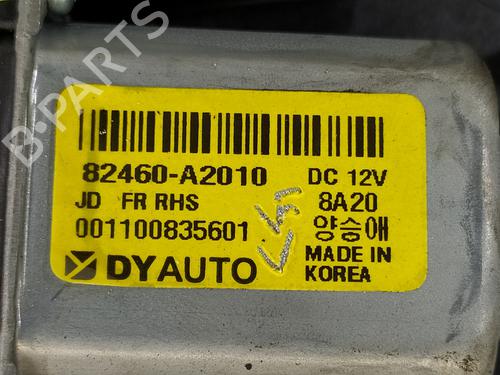 B-PARTS
82460-A2010 DC 12V
JD FR RHS 8A20
001100835601 양승애
DYAUTO MADE IN
KOREA